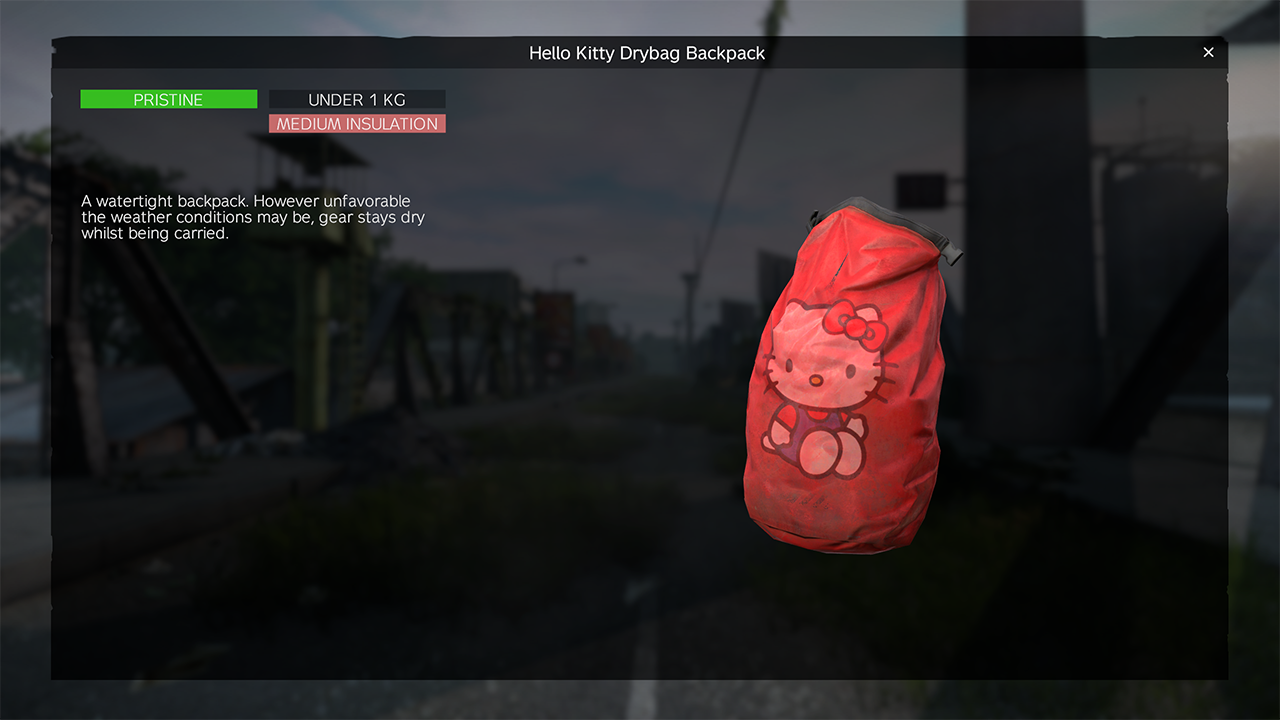 Hello Kitty Drybag Backpack
PRISTINE
UNDER 1 KG
MEDIUM INSULATION
A watertight backpack. However unfavorable
the weather conditions may be, gear stays dry
whilst being carried.